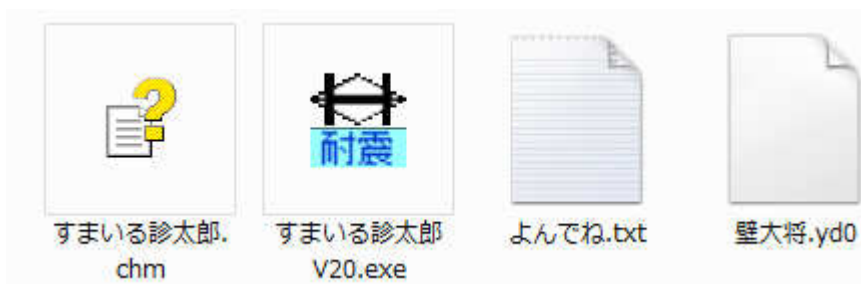 耐震
すまいる診太郎.
chm
すまいる診太郎
V20.exe
よんでね.txt
壁大将.yd0